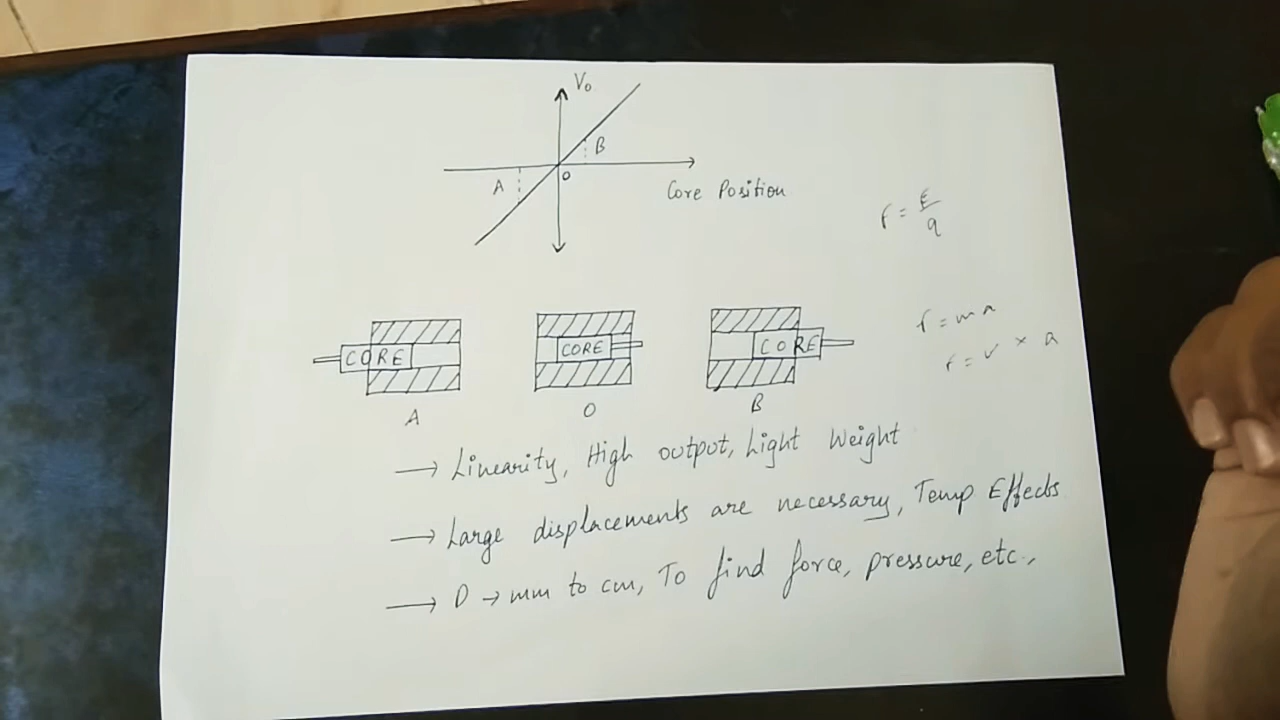 V₀
B
A
O
Core Position
F = E/q
F = ma
F = v × a
CORE
CORE
CORE
A
O
B
→ Linearity, High output, Light Weight
→ Large displacements are necessary, Temp Effects
→ D → mm to cm, To find force, pressure, etc.,